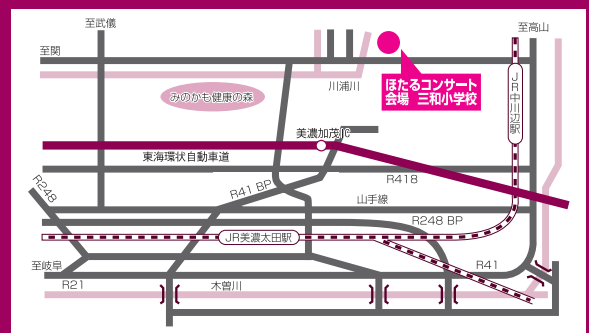 至武儀
至高山
至関
川浦川
ほたるコンサート
会場 三和小学校
JR中川辺駅
みのかも健康の森
美濃加茂JC
東海環状自動車道
R418
R248
R41 BP
山手線
R248 BP
JR美濃太田駅
至岐阜
R41
R21
木曽川